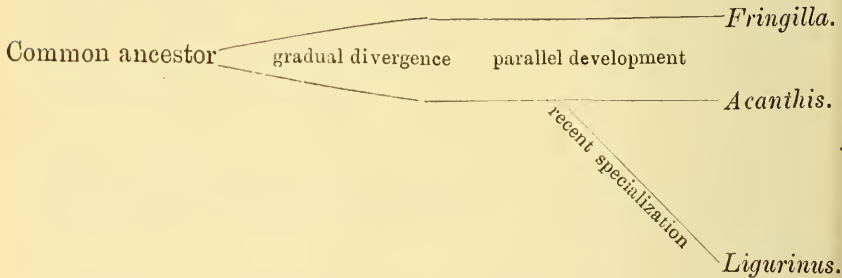 Fringilla.
Common ancestor gradual divergence parallel development
Acanthis.
recent specialization
Ligurinus.